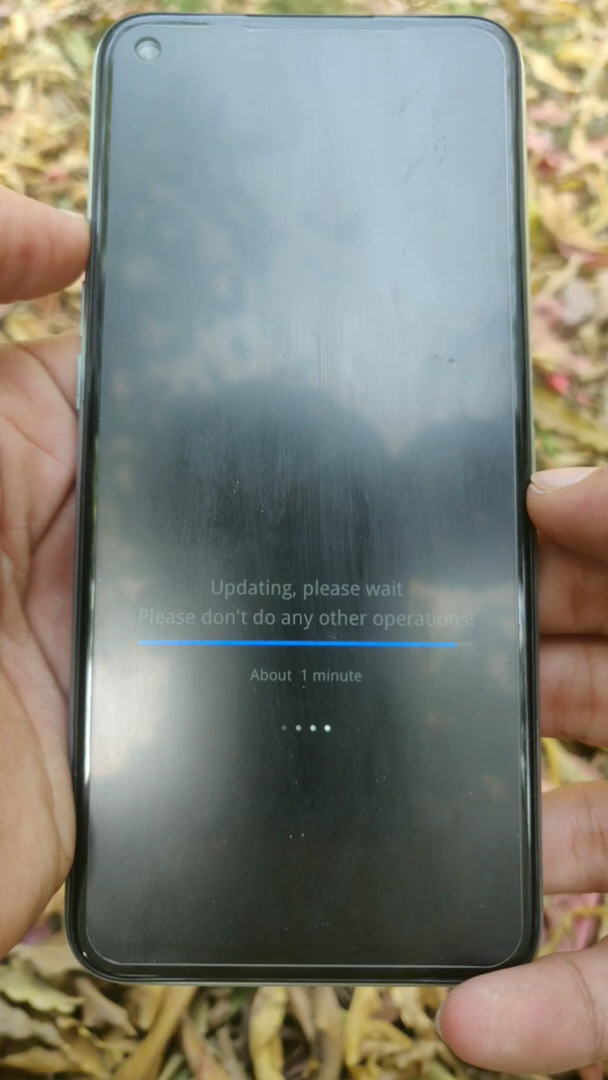 Updating, please wait
Please don't do any other operations!
About 1 minute